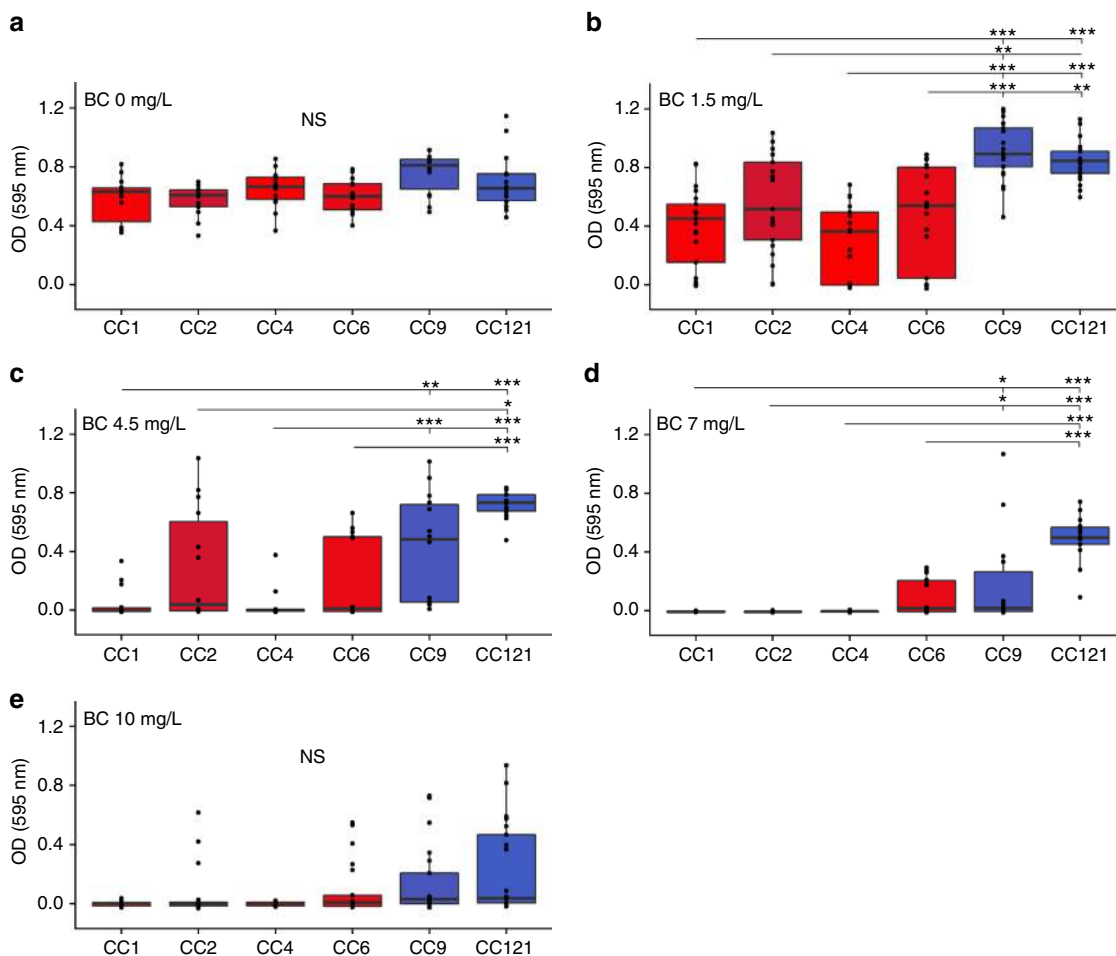 a
BC 0 mg/L
NS
OD (595 nm)
1.2
0.8
0.4
0.0
CC1 CC2 CC4 CC6 CC9 CC121
b
*** ***
**
*** ***
*** **
BC 1.5 mg/L
OD (595 nm)
1.2
0.8
0.4
0.0
CC1 CC2 CC4 CC6 CC9 CC121
c
** ***
*
*** ***
***
BC 4.5 mg/L
OD (595 nm)
1.2
0.8
0.4
0.0
CC1 CC2 CC4 CC6 CC9 CC121
d
* ***
* ***
***
***
BC 7 mg/L
OD (595 nm)
1.2
0.8
0.4
0.0
CC1 CC2 CC4 CC6 CC9 CC121
e
BC 10 mg/L
NS
OD (595 nm)
1.2
0.8
0.4
0.0
CC1 CC2 CC4 CC6 CC9 CC121